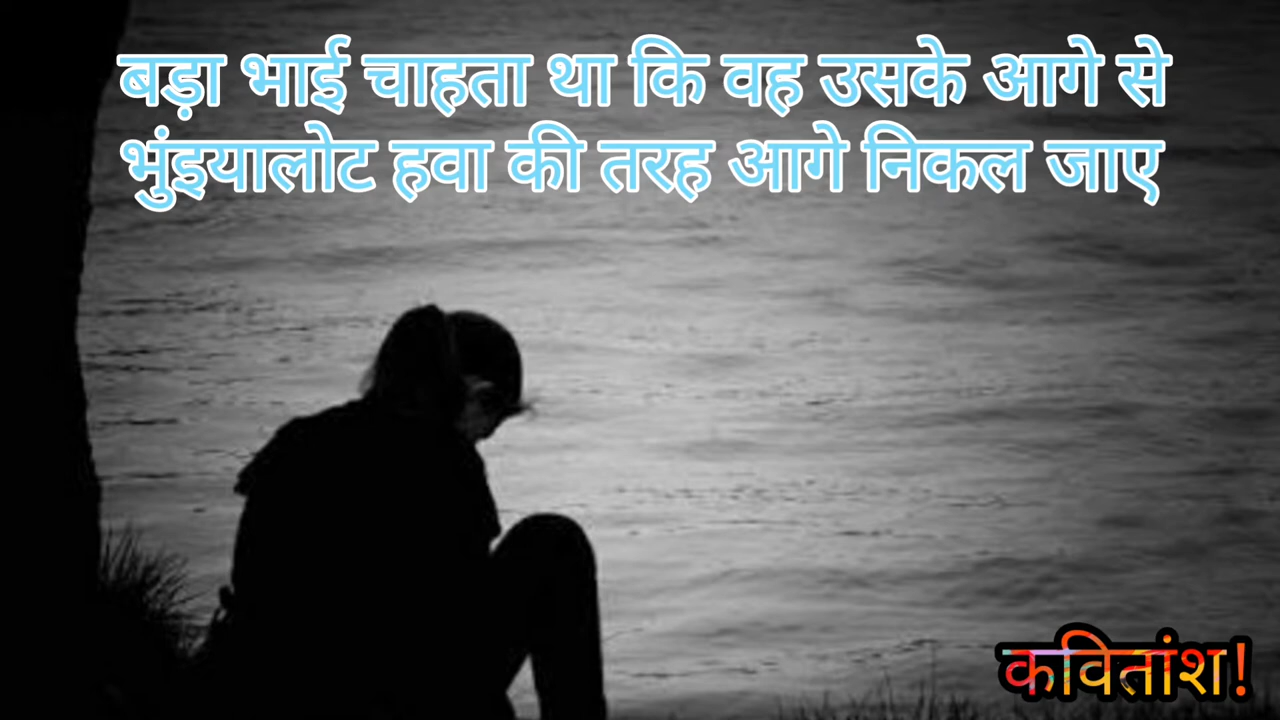 बड़ा भाई चाहता था कि वह उसके आगे से
भुंइयालोट हवा की तरह आगे निकल जाए
कवितांश!